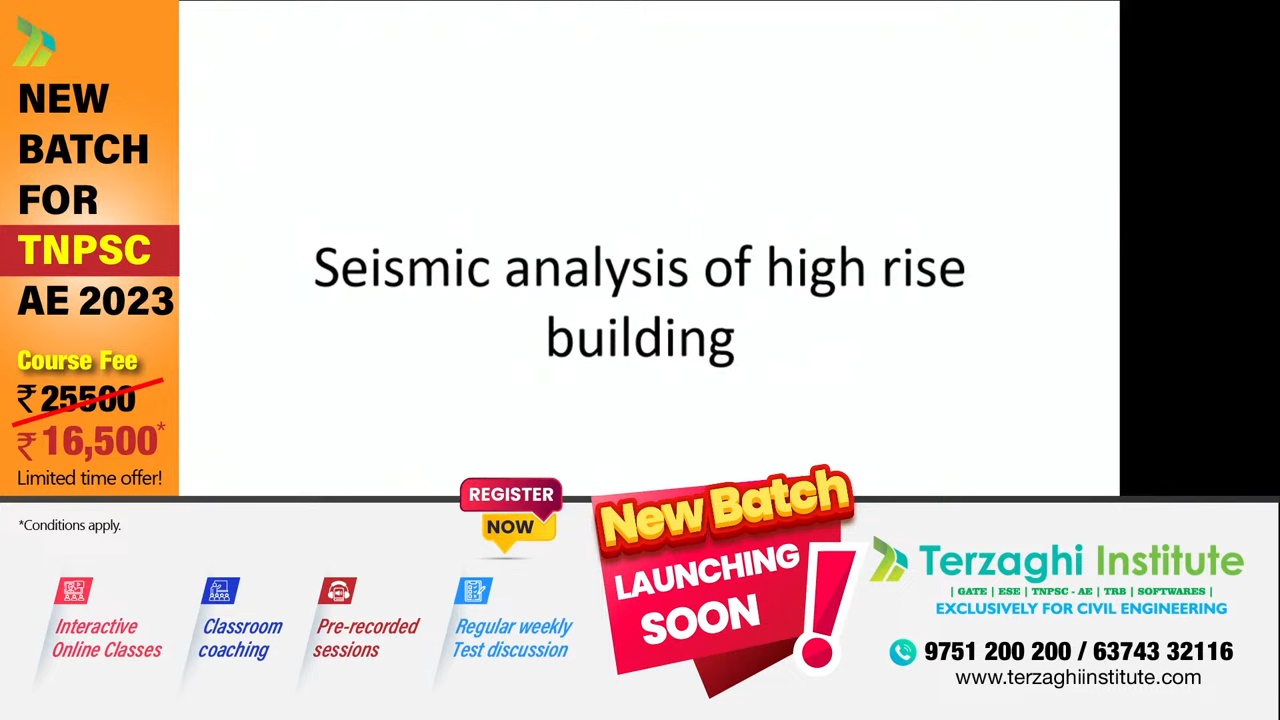 NEW
BATCH
FOR
TNPSC
AE 2023
Course Fee
₹ 25500
₹ 16,500*
Limited time offer!
Seismic analysis of high rise
building
*Conditions apply.
REGISTER
NOW
Interactive
Online Classes
Classroom
coaching
Pre-recorded
sessions
Regular weekly
Test discussion
New Batch
LAUNCHING
SOON
Terzaghi Institute
| GATE | ESE | TNPSC - AE | TRB | SOFTWARES |
EXCLUSIVELY FOR CIVIL ENGINEERING
9751 200 200 / 63743 32116
www.terzaghiinstitute.com